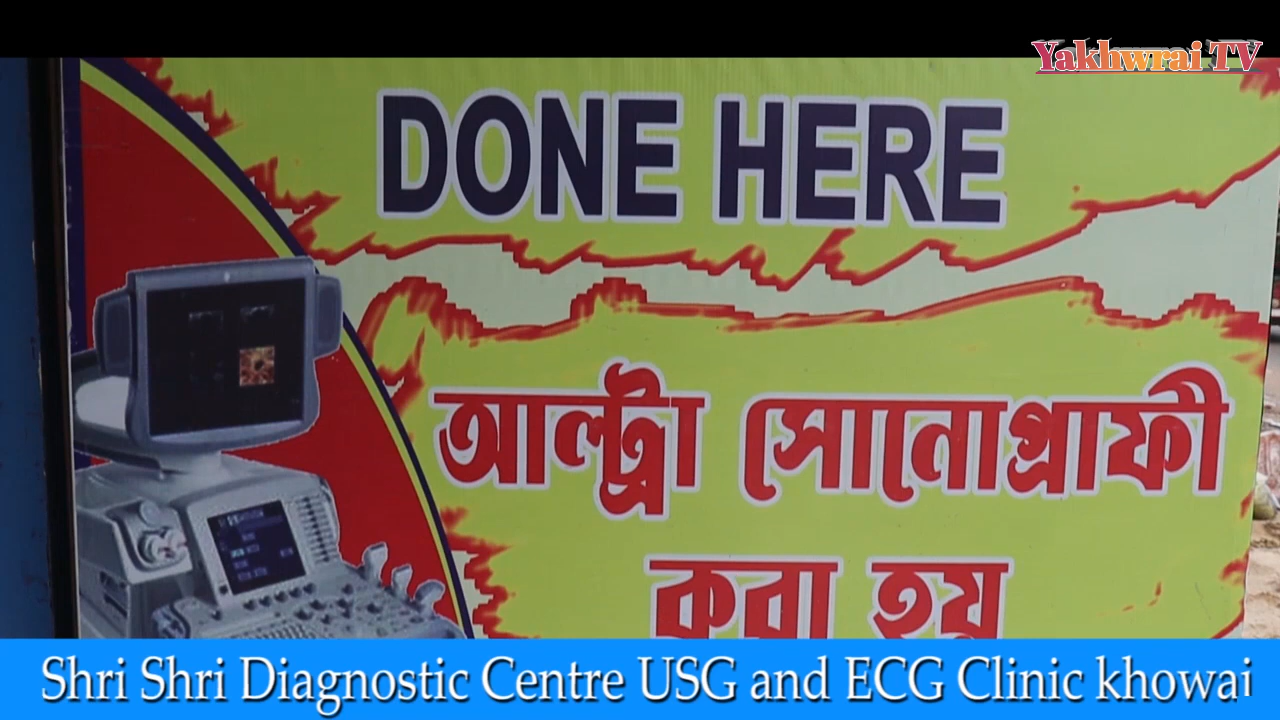 Yakhwrai TV
DONE HERE
আল্ট্রা সোনোগ্রাফী
করা হয়
Shri Shri Diagnostic Centre USG and ECG Clinic khowai